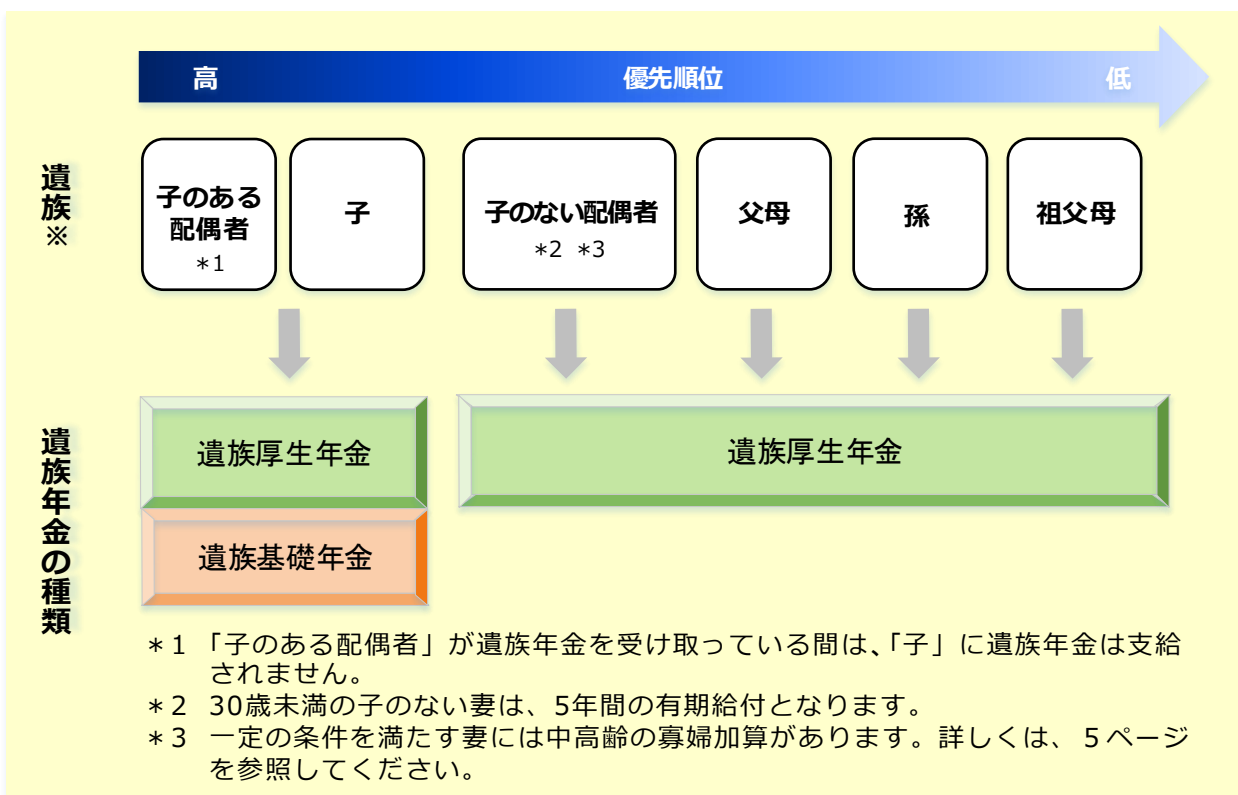 高 優先順位 低
遺族※
子のある
配偶者
*1
子
子のない配偶者
*2 *3
父母
孫
祖父母
遺族年金の種類
遺族厚生年金
遺族厚生年金
遺族基礎年金
*1 「子のある配偶者」が遺族年金を受け取っている間は、「子」に遺族年金は支給
されません。
*2 30歳未満の子のない妻は、5年間の有期給付となります。
*3 一定の条件を満たす妻には中高齢の寡婦加算があります。詳しくは、5ページ
を参照してください。